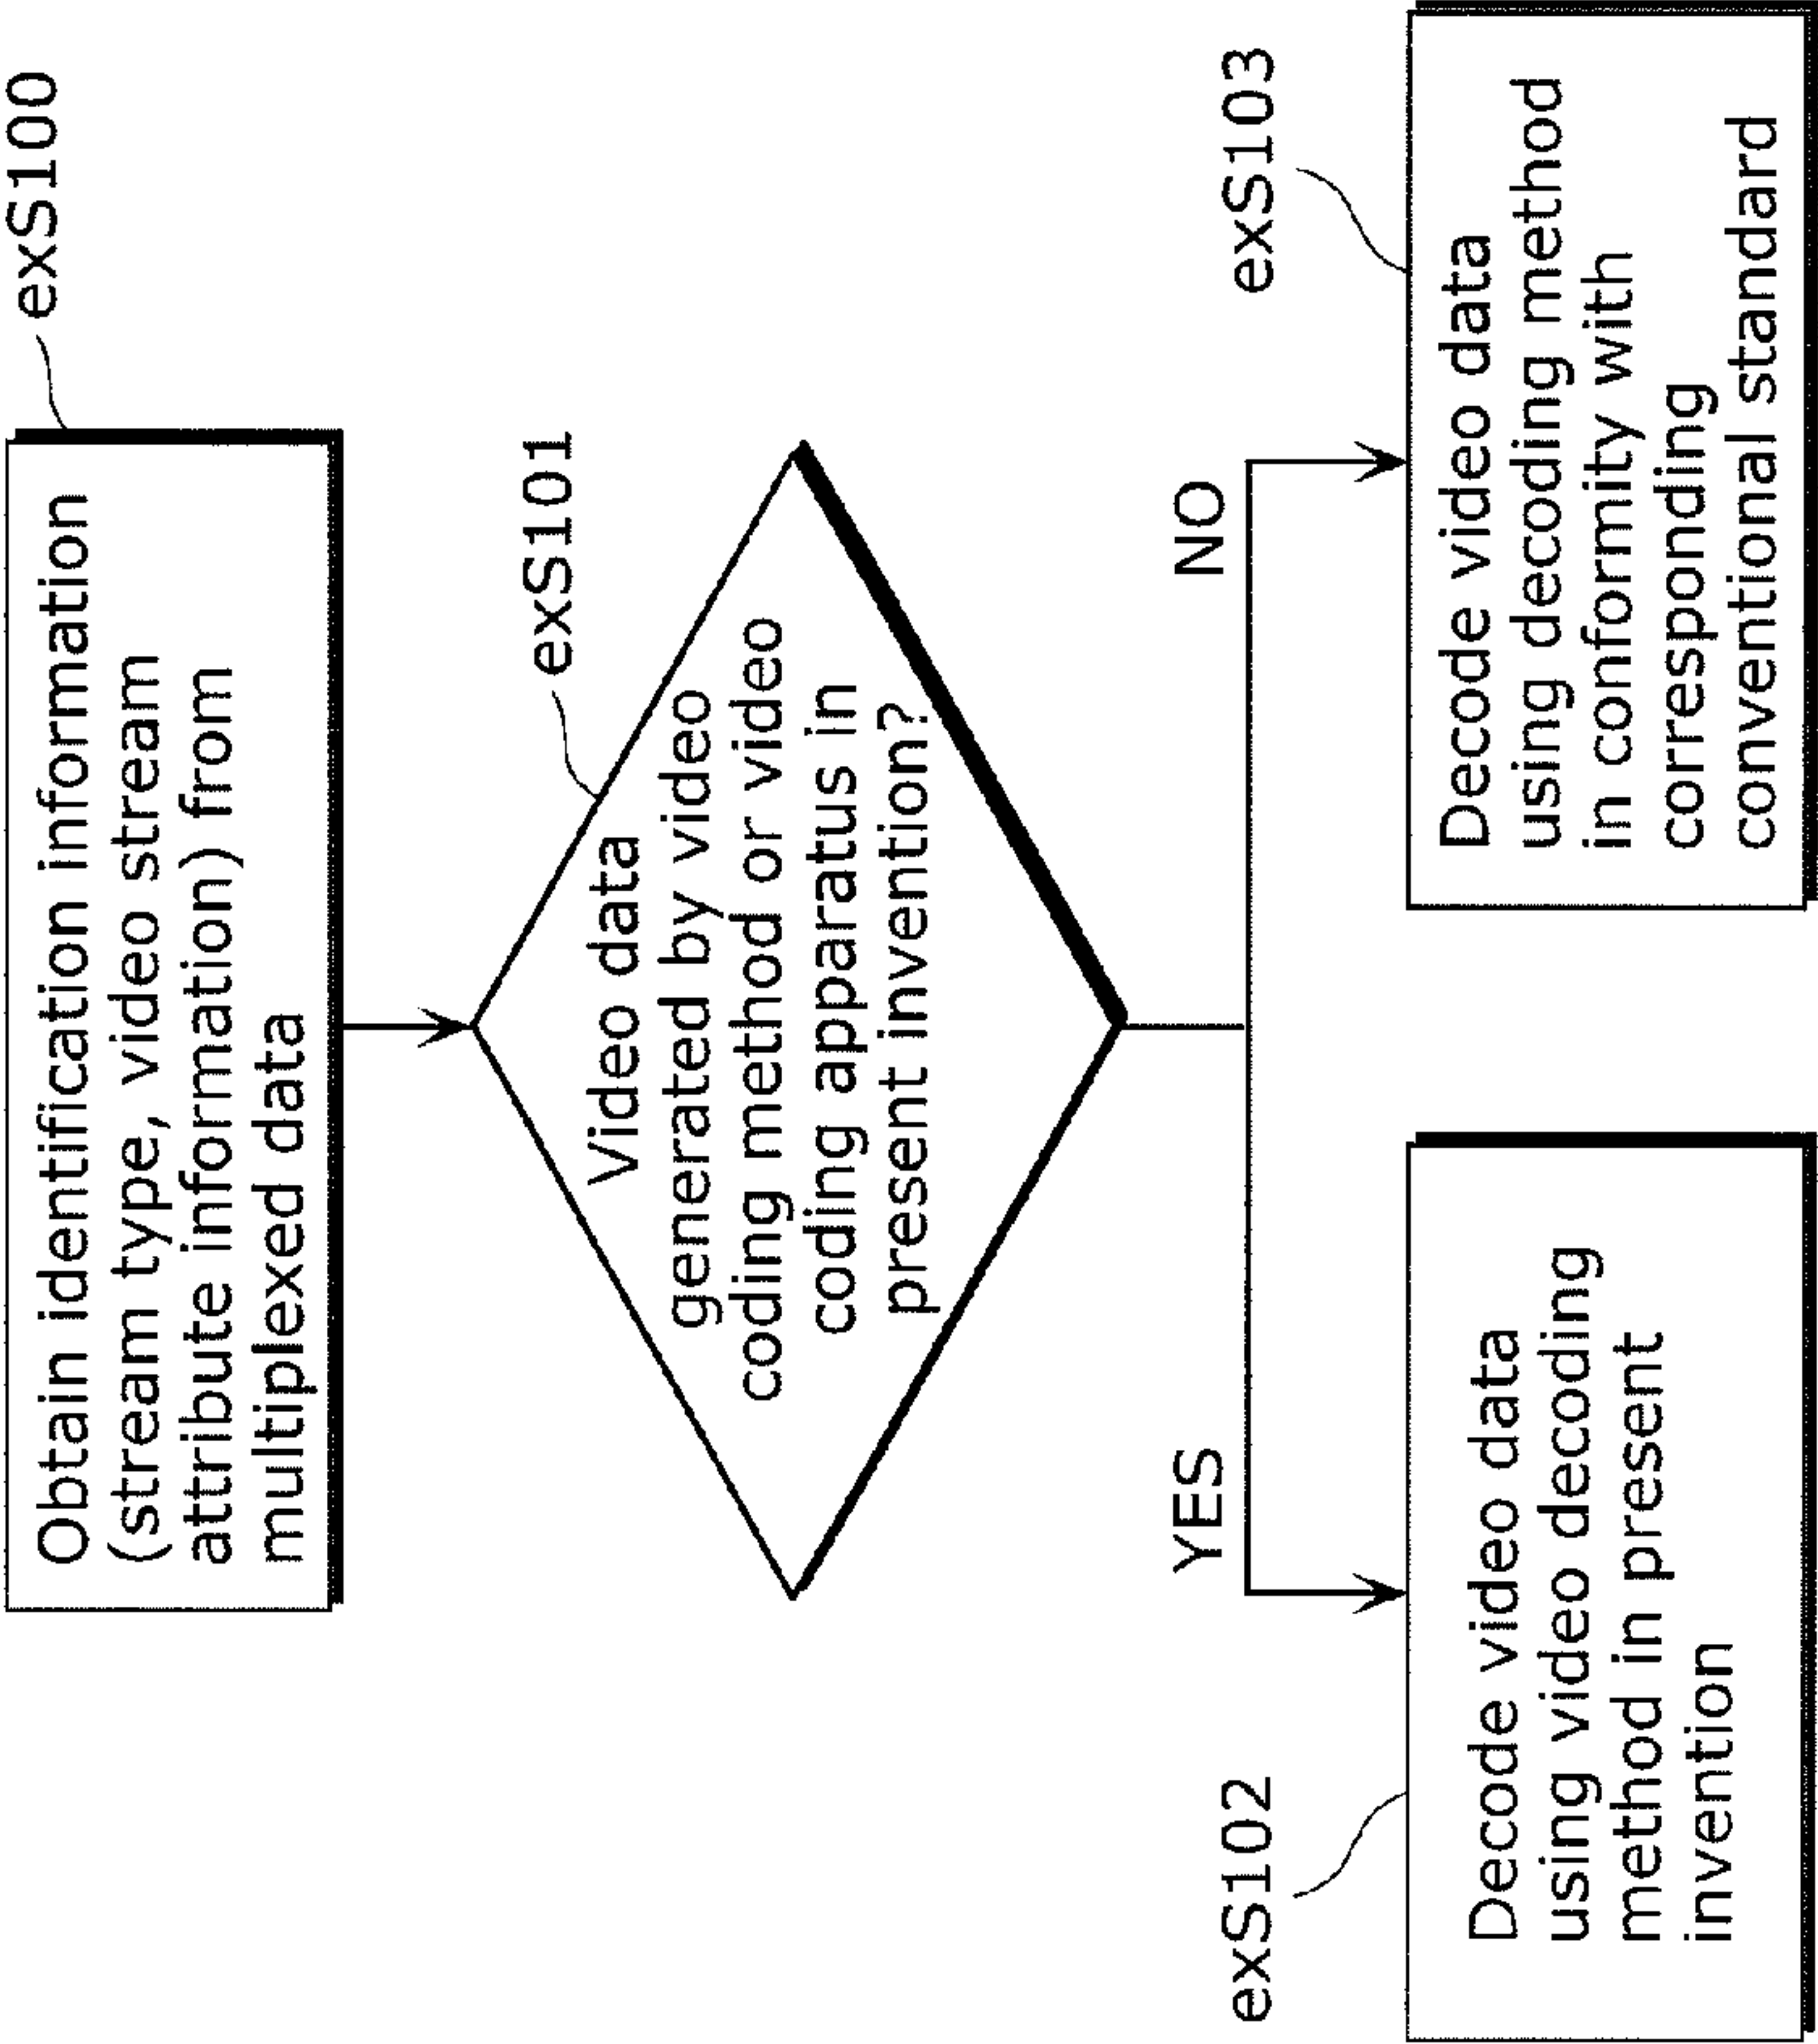 exS100
Obtain identification information
(stream type, video stream
attribute information) from
multiplexed data
exS101
Video data
generated by video
coding method or video
coding apparatus in
present invention?
YES
NO
exS102
Decode video data
using video decoding
method in present
invention
exS103
Decode video data
using decoding method
in conformity with
corresponding
conventional standard